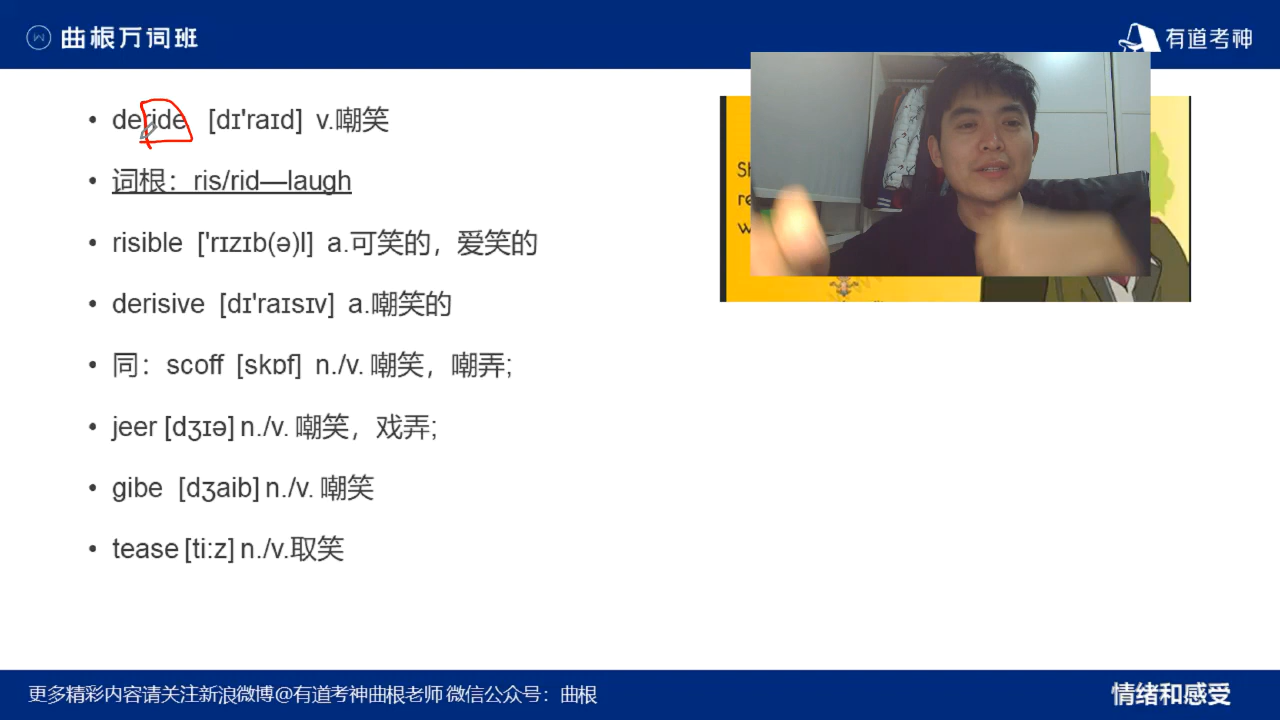 曲根万词班
有道考神
deride [dɪ'raɪd] v.嘲笑
词根：ris/rid—laugh
risible ['rɪzɪb(ə)l] a.可笑的，爱笑的
derisive [dɪ'raɪsɪv] a.嘲笑的
同：scoff [skɒf] n./v. 嘲笑，嘲弄;
jeer [dʒɪə] n./v. 嘲笑，戏弄;
gibe [dʒaib] n./v. 嘲笑
tease [ti:z] n./v.取笑
更多精彩内容请关注新浪微博@有道考神曲根老师 微信公众号：曲根
情绪和感受